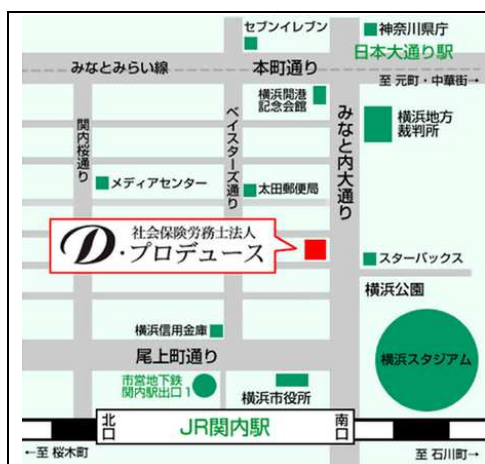 セブンイレブン
神奈川県庁
日本大通り駅
みなとみらい線
本町通り
至 元町・中華街→
横浜開港
記念会館
横浜地方
裁判所
関内桜通り
ベイスターズ通り
みなと内大通り
メディアセンター
太田郵便局
社会保険労務士法人
D・プロデュース
スターバックス
横浜公園
横浜信用金庫
尾上町通り
横浜スタジアム
市営地下鉄
関内駅出口1
横浜市役所
北口
JR関内駅
南口
←至 桜木町
至 石川町→